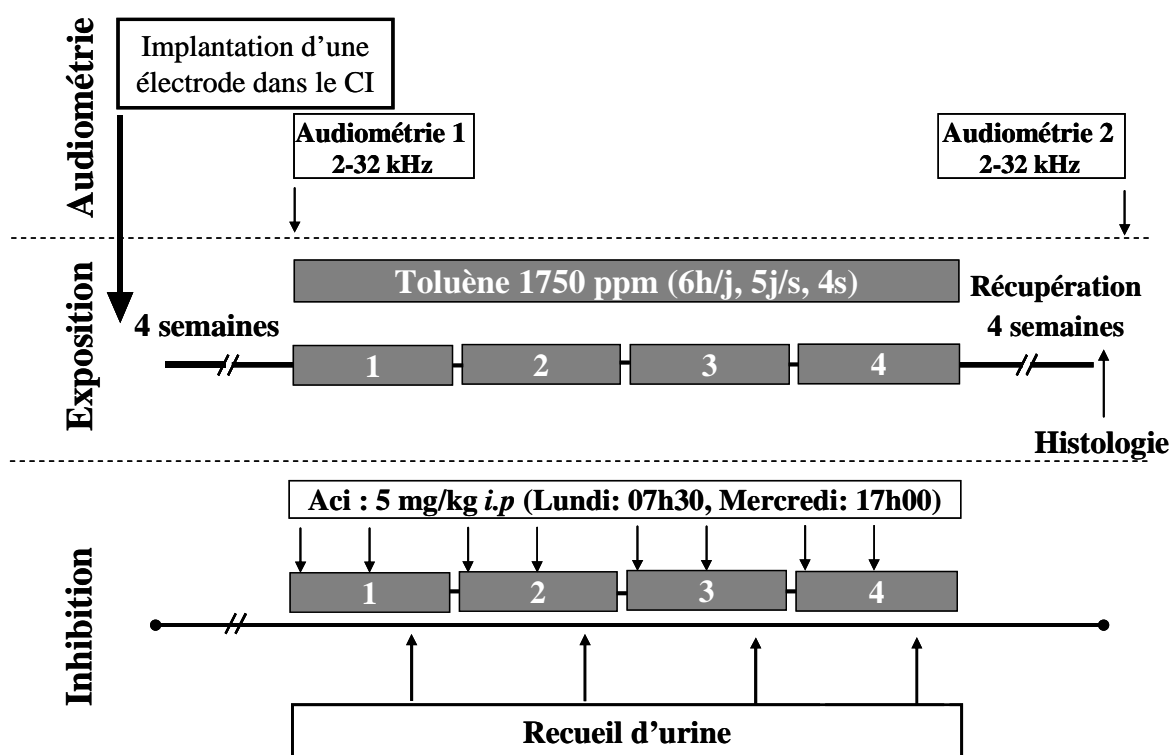 Audiométrie
Implantation d’une
électrode dans le CI
Audiométrie 1
2-32 kHz
Audiométrie 2
2-32 kHz
Exposition
Toluène 1750 ppm (6h/j, 5j/s, 4s)
4 semaines
Récupération
4 semaines
1
2
3
4
Histologie
Inhibition
Aci : 5 mg/kg i.p (Lundi: 07h30, Mercredi: 17h00)
1
2
3
4
Recueil d’urine